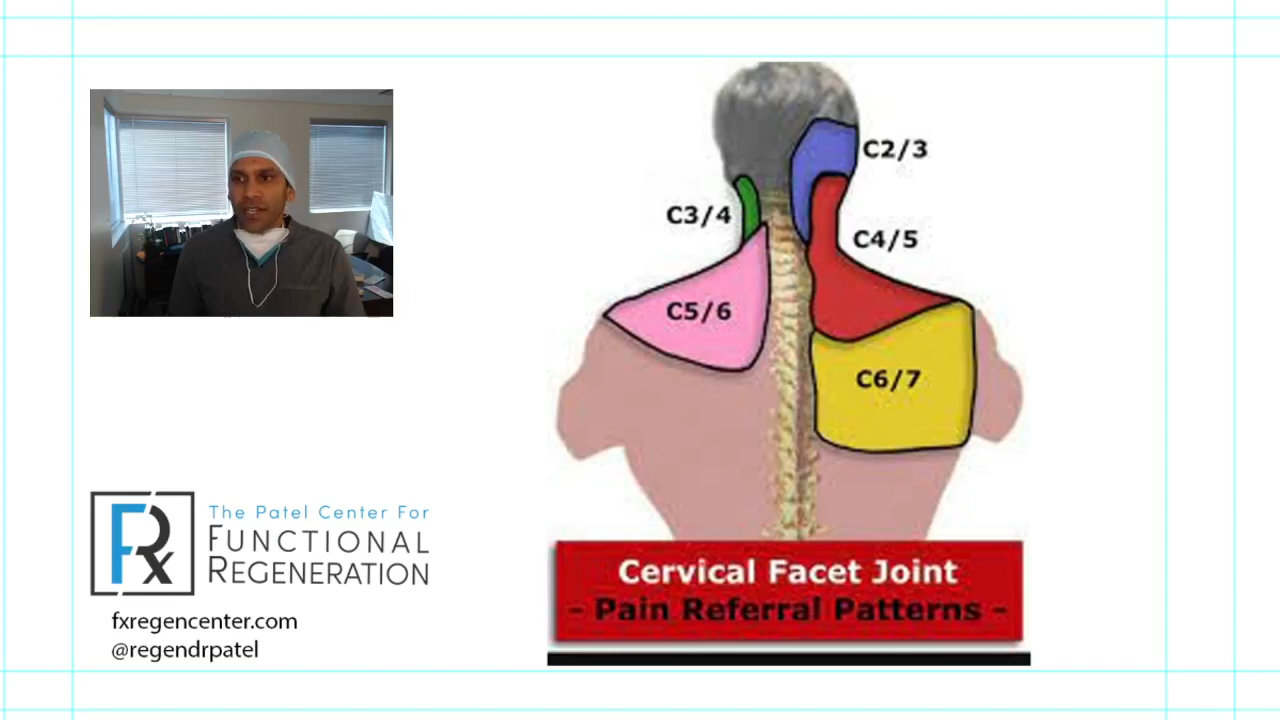 C2/3
C3/4
C4/5
C5/6
C6/7
Cervical Facet Joint
- Pain Referral Patterns -
FRx
The Patel Center For
FUNCTIONAL
REGENERATION
fxregencenter.com
@regendrpatel